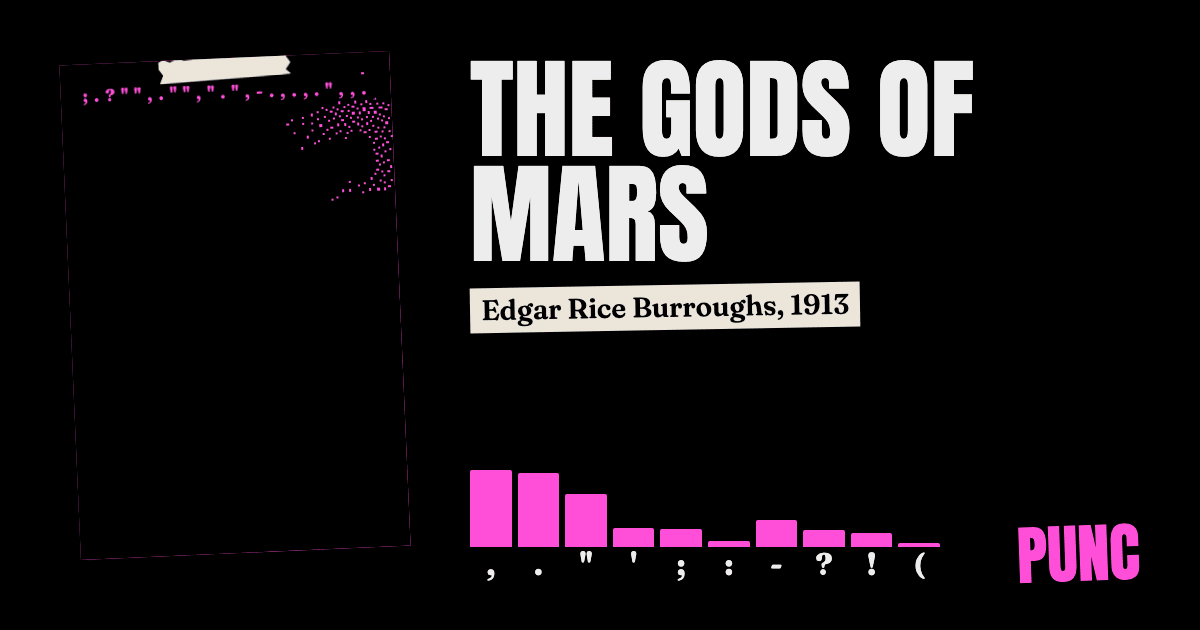 ;.?"",."",".",-.,.,.",,.
THE GODS OF
MARS
Edgar Rice Burroughs, 1913
, . " ' ; : - ? ! (
PUNC